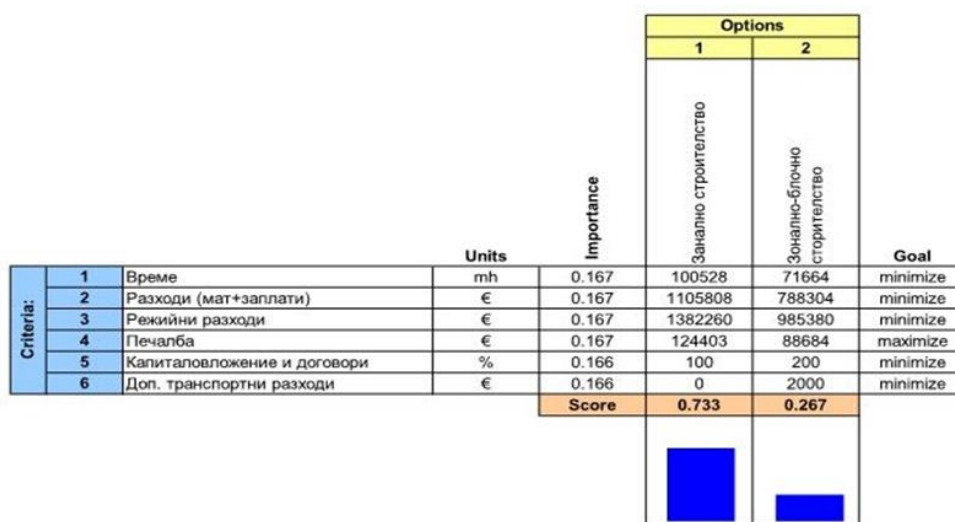 Options
1 2
Units Importance Занално строителство Зонално-блочно сторителство Goal
Criteria:
1 Време mh 0.167 100528 71664 minimize
2 Разходи (мат+заплати) € 0.167 1105808 788304 minimize
3 Режийни разходи € 0.167 1382260 985380 minimize
4 Печалба € 0.167 124403 88684 maximize
5 Капиталовложение и договори % 0.166 100 200 minimize
6 Доп. транспортни разходи € 0.166 0 2000 minimize
Score 0.733 0.267